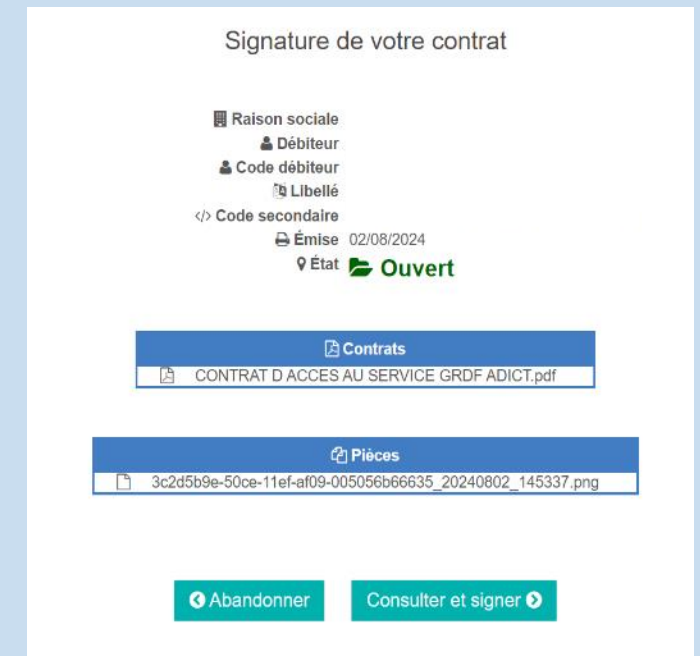 Signature de votre contrat
Raison sociale
Débiteur
Code débiteur
Libellé
</> Code secondaire
Émise 02/08/2024
État Ouvert
Contrats
CONTRAT D ACCES AU SERVICE GRDF ADICT.pdf
Pièces
3c2d5b9e-50ce-11ef-af09-005056b66635_20240802_145337.png
Abandonner Consulter et signer